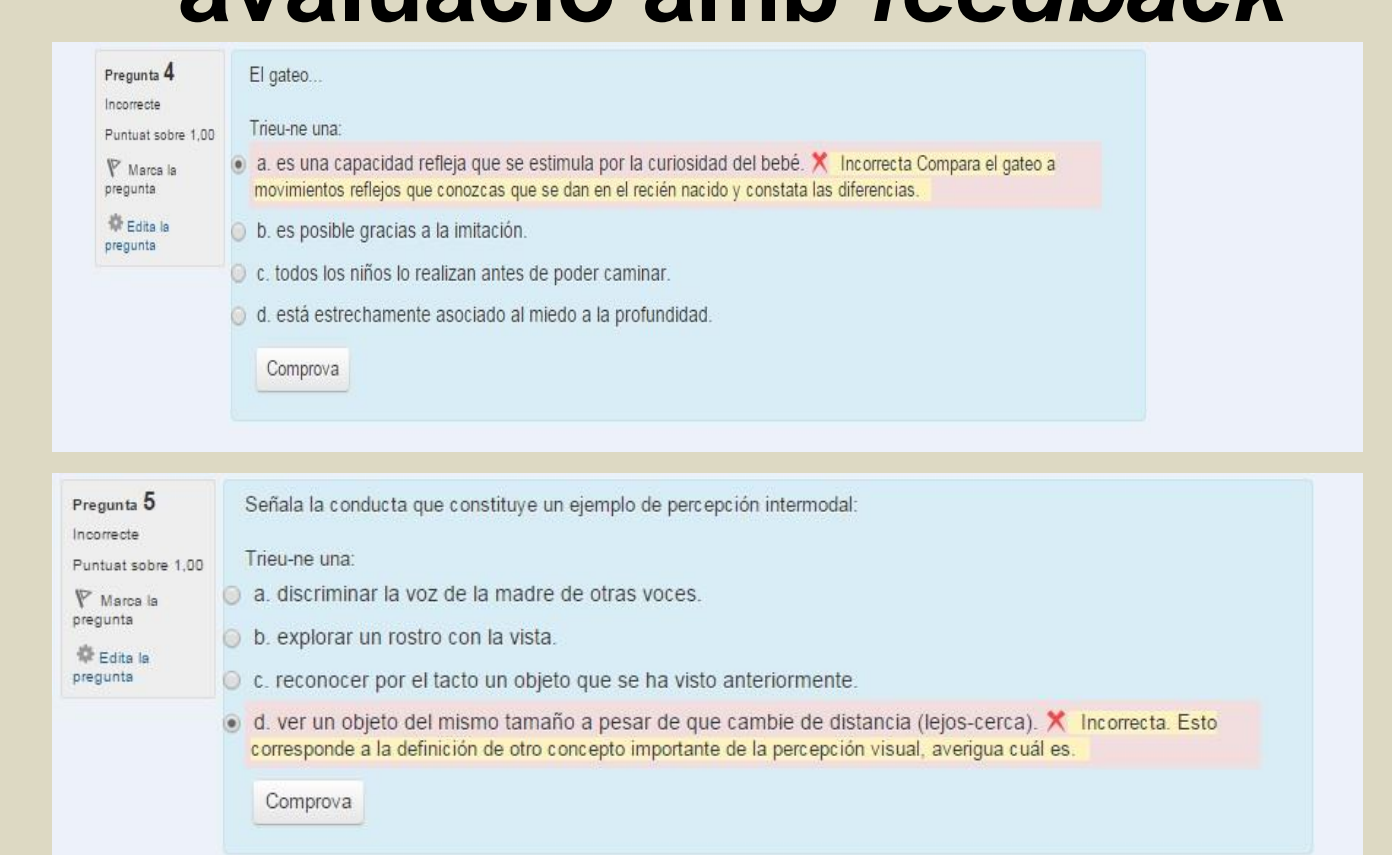 avaluació amb feedback
Pregunta 4
Incorrecte
Puntuat sobre 1,00
Marca la
pregunta
Edita la
pregunta
El gateo...
Trieu-ne una:
a. es una capacidad refleja que se estimula por la curiosidad del bebé. Incorrecta Compara el gateo a
movimientos reflejos que conozcas que se dan en el recién nacido y constata las diferencias.
b. es posible gracias a la imitación.
c. todos los niños lo realizan antes de poder caminar.
d. está estrechamente asociado al miedo a la profundidad.
Comprova
Pregunta 5
Incorrecte
Puntuat sobre 1,00
Marca la
pregunta
Edita la
pregunta
Señala la conducta que constituye un ejemplo de percepción intermodal:
Trieu-ne una:
a. discriminar la voz de la madre de otras voces.
b. explorar un rostro con la vista.
c. reconocer por el tacto un objeto que se ha visto anteriormente.
d. ver un objeto del mismo tamaño a pesar de que cambie de distancia (lejos-cerca). Incorrecta. Esto
corresponde a la definición de otro concepto importante de la percepción visual, averigua cuál es.
Comprova